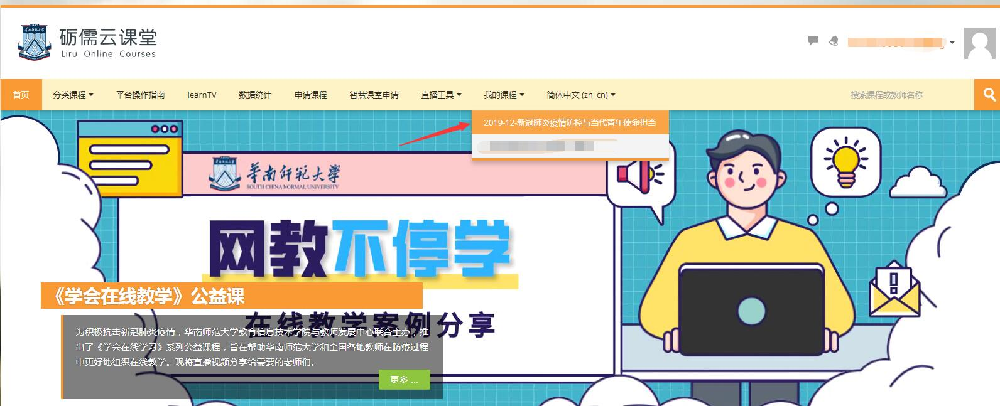 砺儒云课堂
Liru Online Courses
首页 分类课程 平台操作指南 learnTV 数据统计 申请课程 智慧课室申请 直播工具 我的课程 简体中文 (zh_cn) 搜索课程或教师名称
2019-12-新冠肺炎疫情防控与当代青年使命担当
华南师范大学
SOUTH CHINA NORMAL UNIVERSITY
网教不停学
《学会在线教学》公益课
在线教学案例分享
为积极抗击新冠肺炎疫情，华南师范大学教育信息技术学院与教师发展中心联合主办，推
出了《学会在线学习》系列公益课程，旨在帮助华南师范大学和全国各地教师在防疫过程
中更好地组织在线教学。现将直播视频分享给需要的老师们。
更多 ...